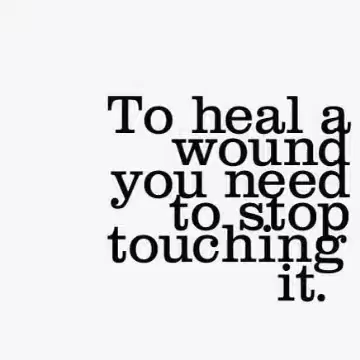 To heal a
wound
you need
to stop
touching
it.